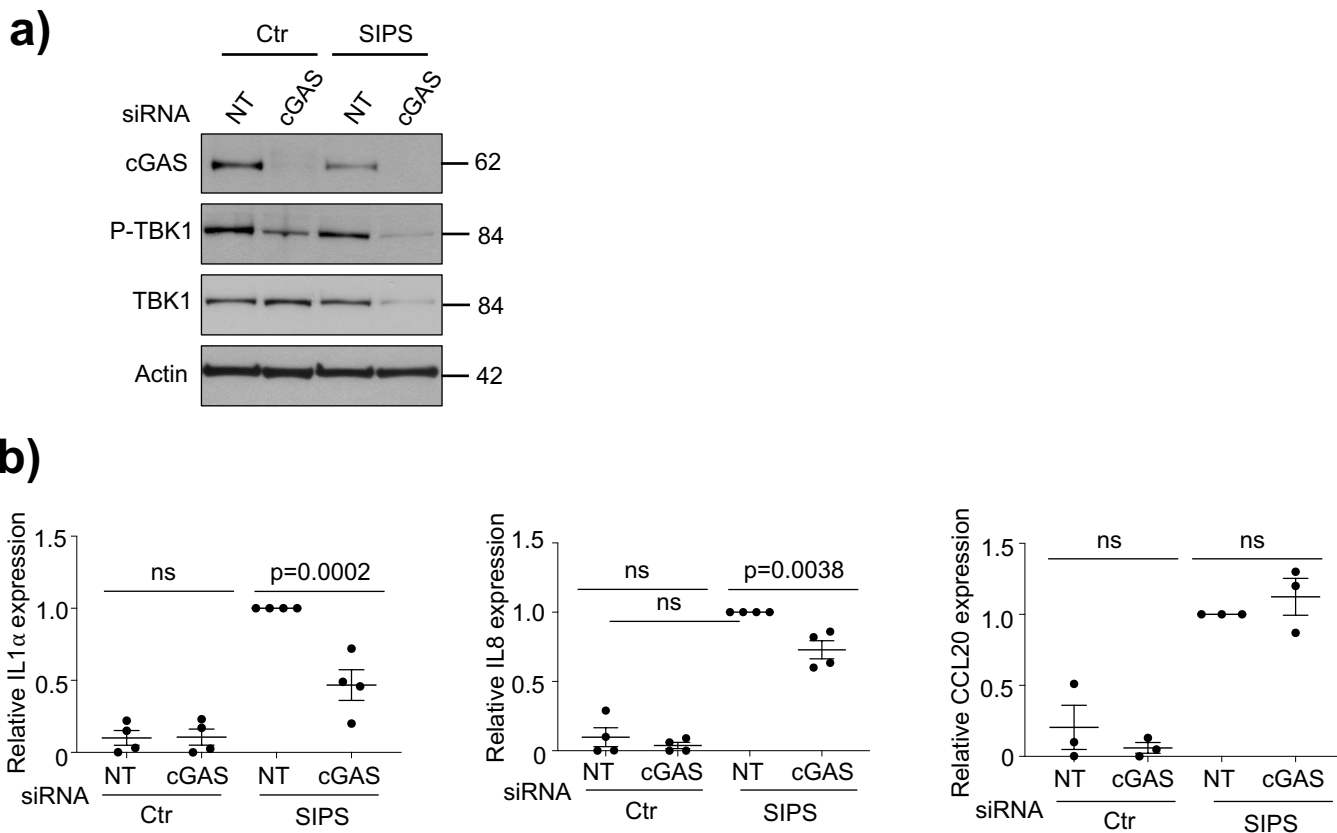 a)
Ctr SIPS
siRNA NT cGAS NT cGAS
cGAS 62
P-TBK1 84
TBK1 84
Actin 42
b)
Relative IL1α expression
1.5
1.0
0.5
0
ns p=0.0002
NT cGAS NT cGAS
siRNA
Ctr SIPS
Relative IL8 expression
1.5
1.0
0.5
0
ns p=0.0038
ns
NT cGAS NT cGAS
siRNA
Ctr SIPS
Relative CCL20 expression
1.5
1.0
0.5
0
ns ns
NT cGAS NT cGAS
siRNA
Ctr SIPS